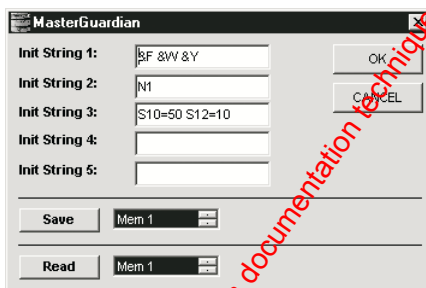 MasterGuardian
Init String 1: &F &W &Y
OK
Init String 2: N1
CANCEL
Init String 3: S10=50 S12=10
Init String 4:
Init String 5:
Save Mem 1
Read Mem 1
documentation technique